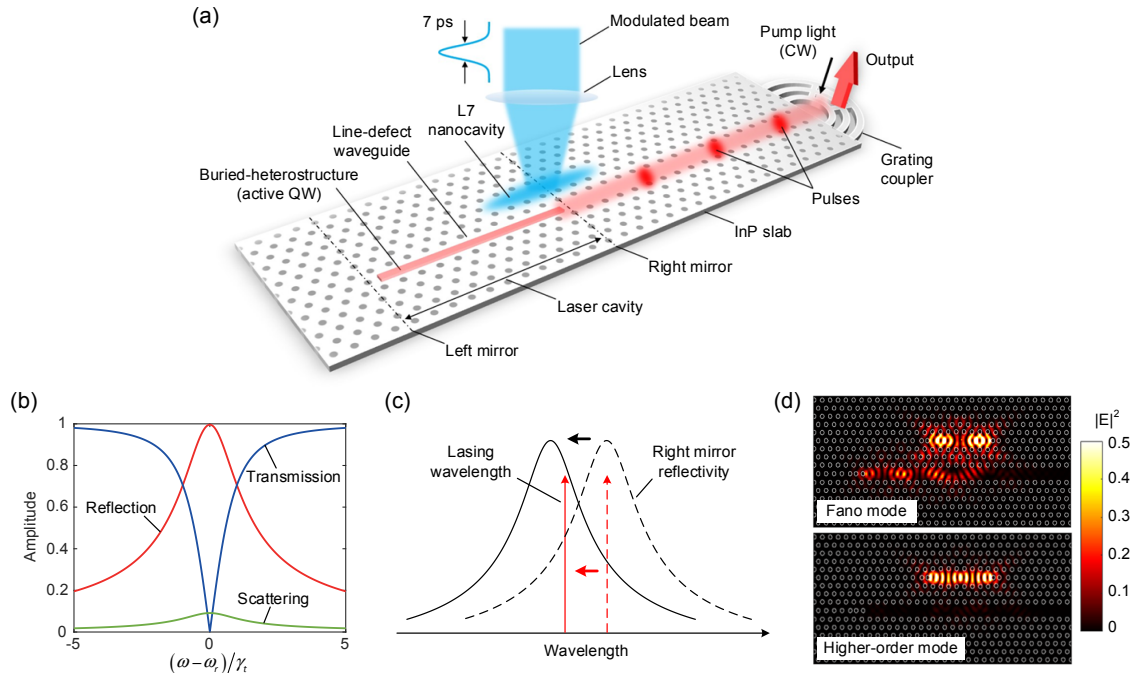 (a)
7 ps
Modulated beam
Lens
L7
nanocavity
Line-defect
waveguide
Buried-heterostructure
(active QW)
Pump light
(CW)
Output
Grating
coupler
Pulses
InP slab
Right mirror
Laser cavity
Left mirror
(b)
Amplitude
1
0.8
0.6
0.4
0.2
0
Transmission
Reflection
Scattering
-5
0
5
(ω−ωr)/γt
(c)
Lasing
wavelength
Right mirror
reflectivity
Wavelength
(d)
Fano mode
Higher-order mode
|E|²
0.5
0.4
0.3
0.2
0.1
0